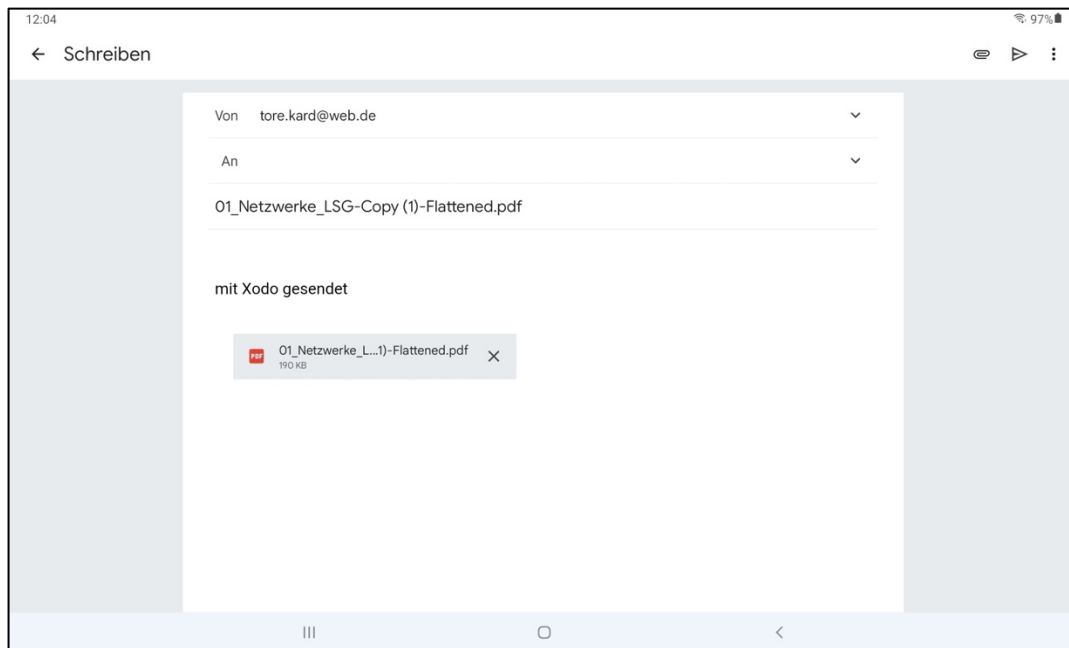 12:04 97%
Schreiben
Von tore.kard@web.de
An
01_Netzwerke_LSG-Copy (1)-Flattened.pdf
mit Xodo gesendet
PDF 01_Netzwerke_L...1)-Flattened.pdf
190 KB